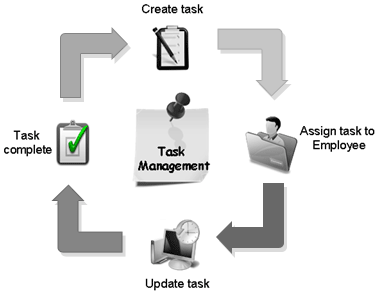 Create task
Assign task to
Employee
Update task
Task
complete
Task
Management